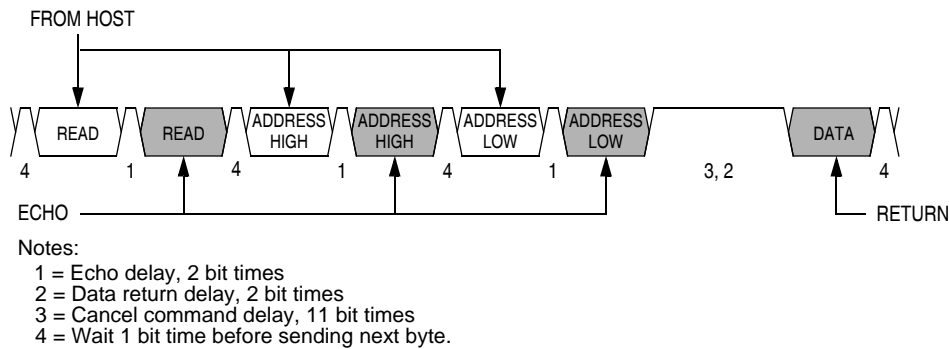 FROM HOST
READ
READ
ADDRESS
HIGH
ADDRESS
HIGH
ADDRESS
LOW
ADDRESS
LOW
DATA
4 1 4 1 4 1 3, 2 4
ECHO
RETURN
Notes:
1 = Echo delay, 2 bit times
2 = Data return delay, 2 bit times
3 = Cancel command delay, 11 bit times
4 = Wait 1 bit time before sending next byte.